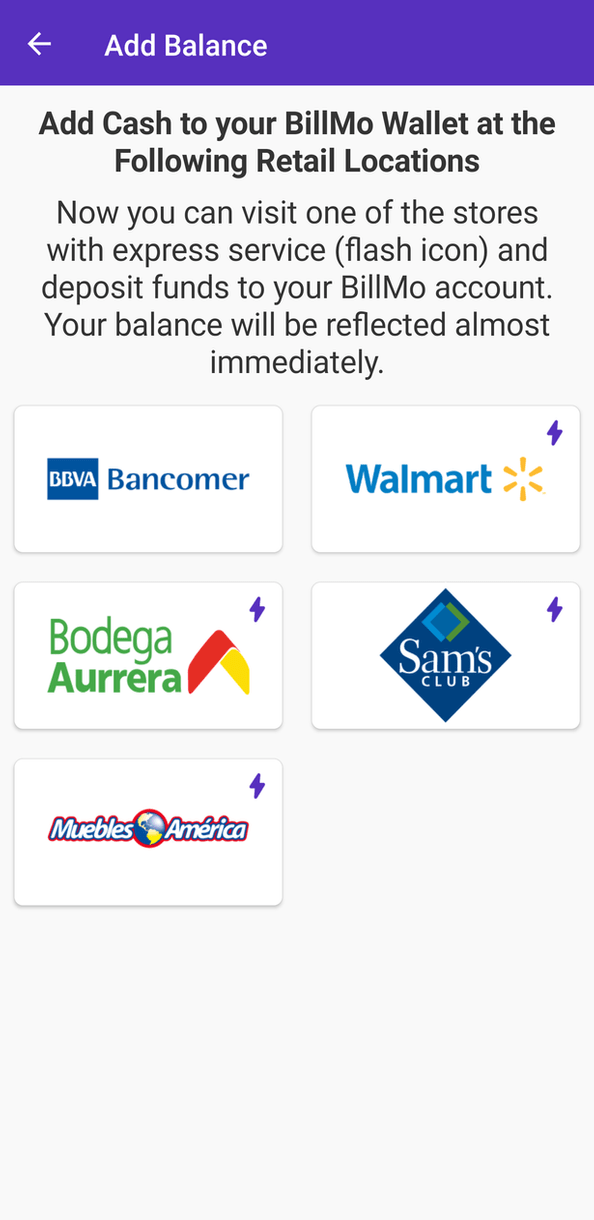 Add Balance
Add Cash to your BillMo Wallet at the
Following Retail Locations
Now you can visit one of the stores
with express service (flash icon) and
deposit funds to your BillMo account.
Your balance will be reflected almost
immediately.
BBVA Bancomer
Walmart
Bodega
Aurrera
Sam's
CLUB
Muebles América